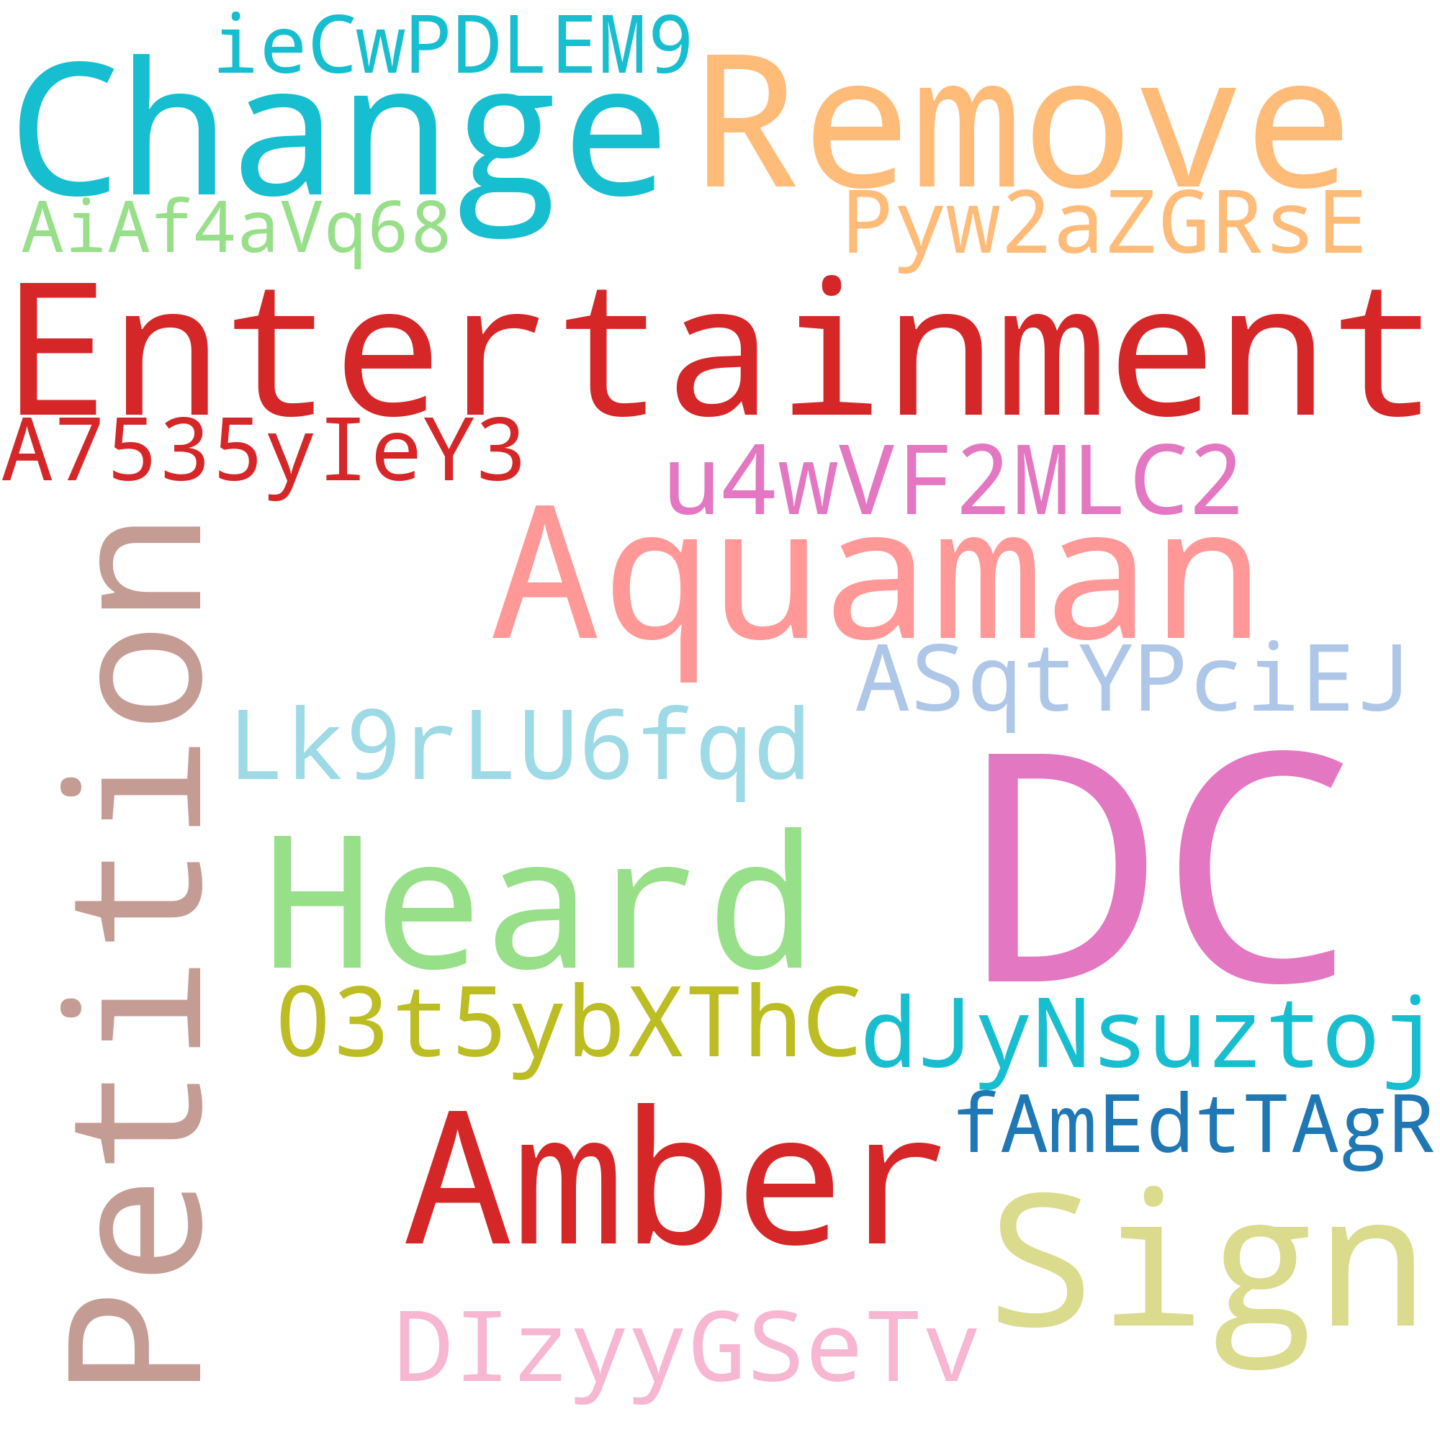 ieCwPDLEM9
Change
Remove
AiAf4aVq68
Pyw2aZGRsE
Entertainment
A7535yIeY3
u4wVF2MLC2
Aquaman
Petition
ASqtYPciEJ
Lk9rLU6fqd
DC
Heard
03t5ybXThC
dJyNsuztoj
fAmEdtTAgR
Amber
Sign
DIzyyGSeTv